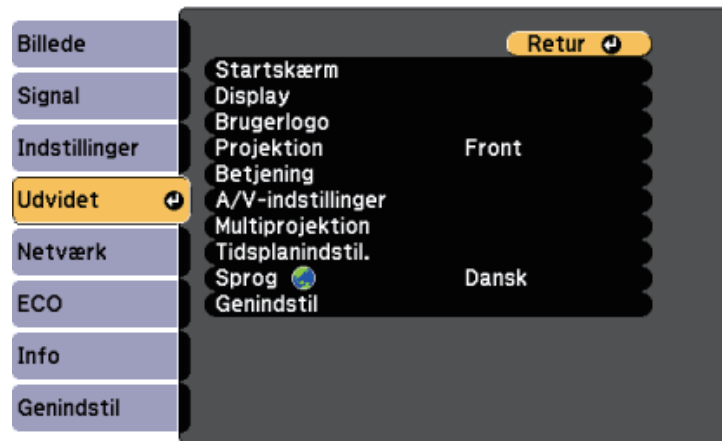 Billede
Signal
Indstillinger
Udvidet
Netværk
ECO
Info
Genindstil
Retur
Startskærm
Display
Brugerlogo
Projektion Front
Betjening
A/V-indstillinger
Multiprojektion
Tidsplanindstil.
Sprog Dansk
Genindstil